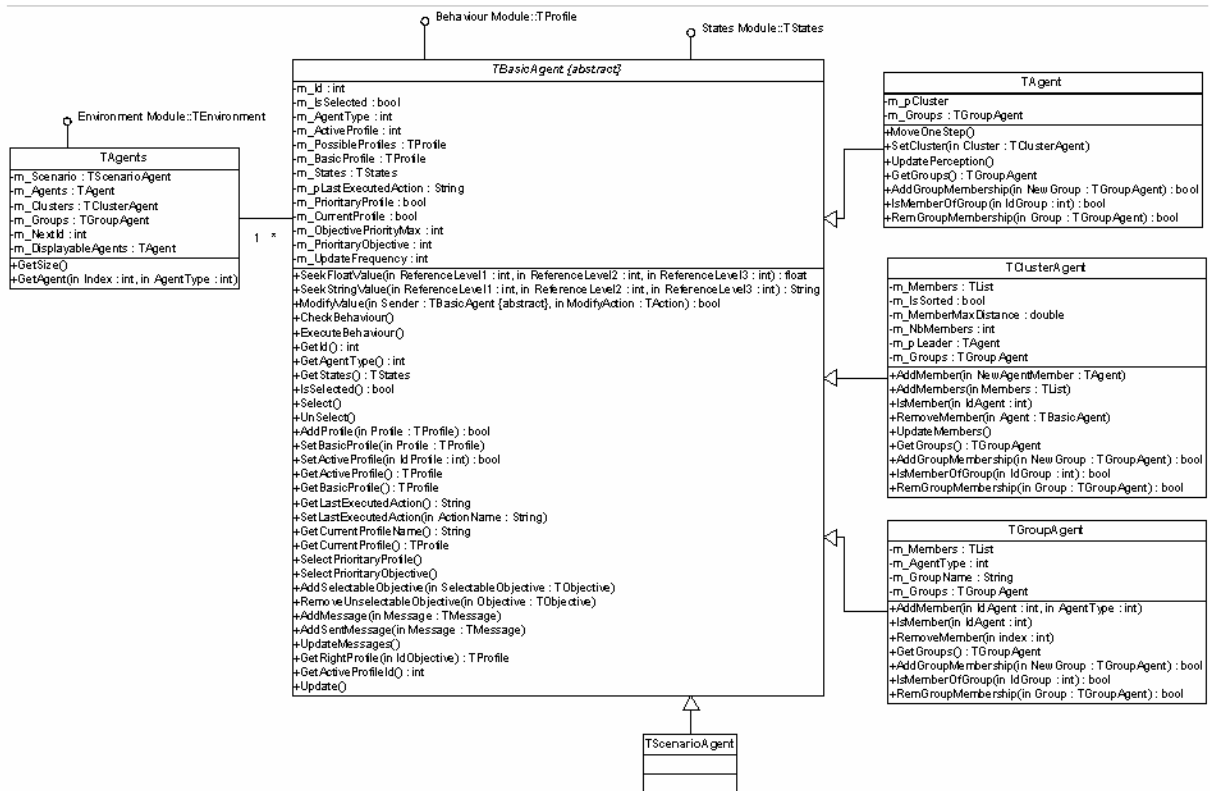 Behaviour Module::TProfile
States Module::TStates
Environment Module::TEnvironment
TAgents
-m_Scenario : TScenarioAgent
-m_Agents : TAgent
-m_Clusters : TClusterAgent
-m_Groups : TGroupAgent
-m_NextId : int
-m_DisplayableAgents : TAgent
+GetSize()
+GetAgent(in Index : int, in AgentType : int)
1 *
TBasicAgent {abstract}
-m_Id : int
-m_IsSelected : bool
-m_AgentType : int
-m_ActiveProfile : int
-m_PossibleProfiles : TProfile
-m_BasicProfile : TProfile
-m_States : TStates
-m_pLastExecutedAction : String
-m_PrioritaryProfile : bool
-m_CurrentProfile : bool
-m_ObjectivePriorityMax : int
-m_PrioritaryObjective : int
-m_UpdateFrequency : int
+SeekFloatValue(in ReferenceLevel1 : int, in ReferenceLevel2 : int, in ReferenceLevel3 : int) : float
+SeekStringValue(in ReferenceLevel1 : int, in ReferenceLevel2 : int, in ReferenceLevel3 : int) : String
+ModifyValue(in Sender : TBasicAgent {abstract}, in ModifyAction : TAction) : bool
+CheckBehaviour()
+ExecuteBehaviour()
+GetId() : int
+GetAgentType() : int
+GetStates() : TStates
+IsSelected() : bool
+Select()
+UnSelect()
+AddProfile(in Profile : TProfile) : bool
+SetBasicProfile(in Profile : TProfile)
+SetActiveProfile(in IdProfile : int) : bool
+GetActiveProfile() : TProfile
+GetBasicProfile() : TProfile
+GetLastExecutedAction() : String
+SetLastExecutedAction(in ActionName : String)
+GetCurrentProfileName() : String
+GetCurrentProfile() : TProfile
+SelectPrioritaryProfile()
+SelectPrioritaryObjective()
+AddSelectableObjective(in SelectableObjective : TObjective)
+RemoveUnselectableObjective(in Objective : TObjective)
+AddMessage(in Message : TMessage)
+AddSentMessage(in Message : TMessage)
+UpdateMessages()
+GetRightProfile(in IdObjective) : TProfile
+GetActiveProfileId() : int
+Update()
TAgent
-m_pCluster
-m_Groups : TGroupAgent
+MoveOneStep()
+SetCluster(in Cluster : TClusterAgent)
+UpdatePerception()
+GetGroups() : TGroupAgent
+AddGroupMembership(in NewGroup : TGroupAgent) : bool
+IsMemberOfGroup(in IdGroup : int) : bool
+RemGroupMembership(in Group : TGroupAgent) : bool
TClusterAgent
-m_Members : TList
-m_IsSorted : bool
-m_MemberMaxDistance : double
-m_NbMembers : int
-m_pLeader : TAgent
-m_Groups : TGroupAgent
+AddMember(in NewAgentMember : TAgent)
+AddMembers(in Members : TList)
+IsMember(in IdAgent : int)
+RemoveMember(in Agent : TBasicAgent)
+UpdateMembers()
+GetGroups() : TGroupAgent
+AddGroupMembership(in NewGroup : TGroupAgent) : bool
+IsMemberOfGroup(in IdGroup : int) : bool
+RemGroupMembership(in Group : TGroupAgent) : bool
TGroupAgent
-m_Members : TList
-m_AgentType : int
-m_GroupName : String
-m_Groups : TGroupAgent
+AddMember(in IdAgent : int, in AgentType : int)
+IsMember(in IdAgent : int)
+RemoveMember(in index : int)
+GetGroups() : TGroupAgent
+AddGroupMembership(in NewGroup : TGroupAgent) : bool
+IsMemberOfGroup(in IdGroup : int) : bool
+RemGroupMembership(in Group : TGroupAgent) : bool
TScenarioAgent